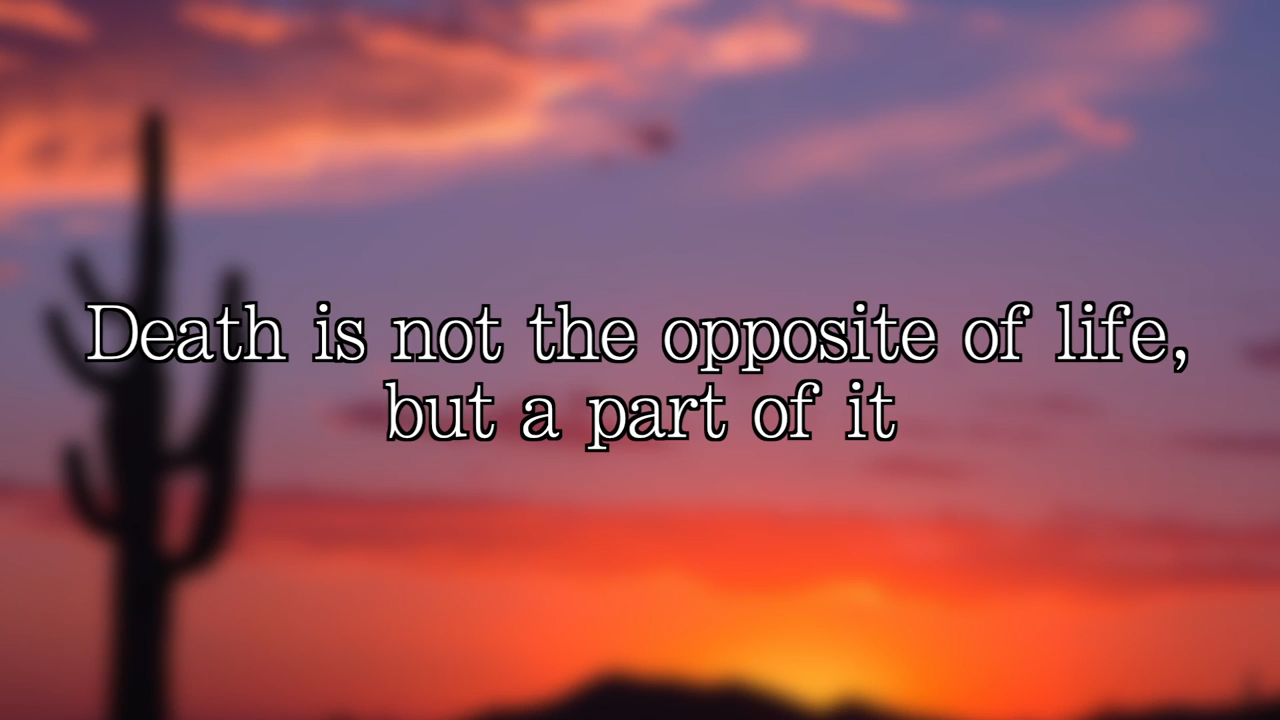 Death is not the opposite of life,
but a part of it